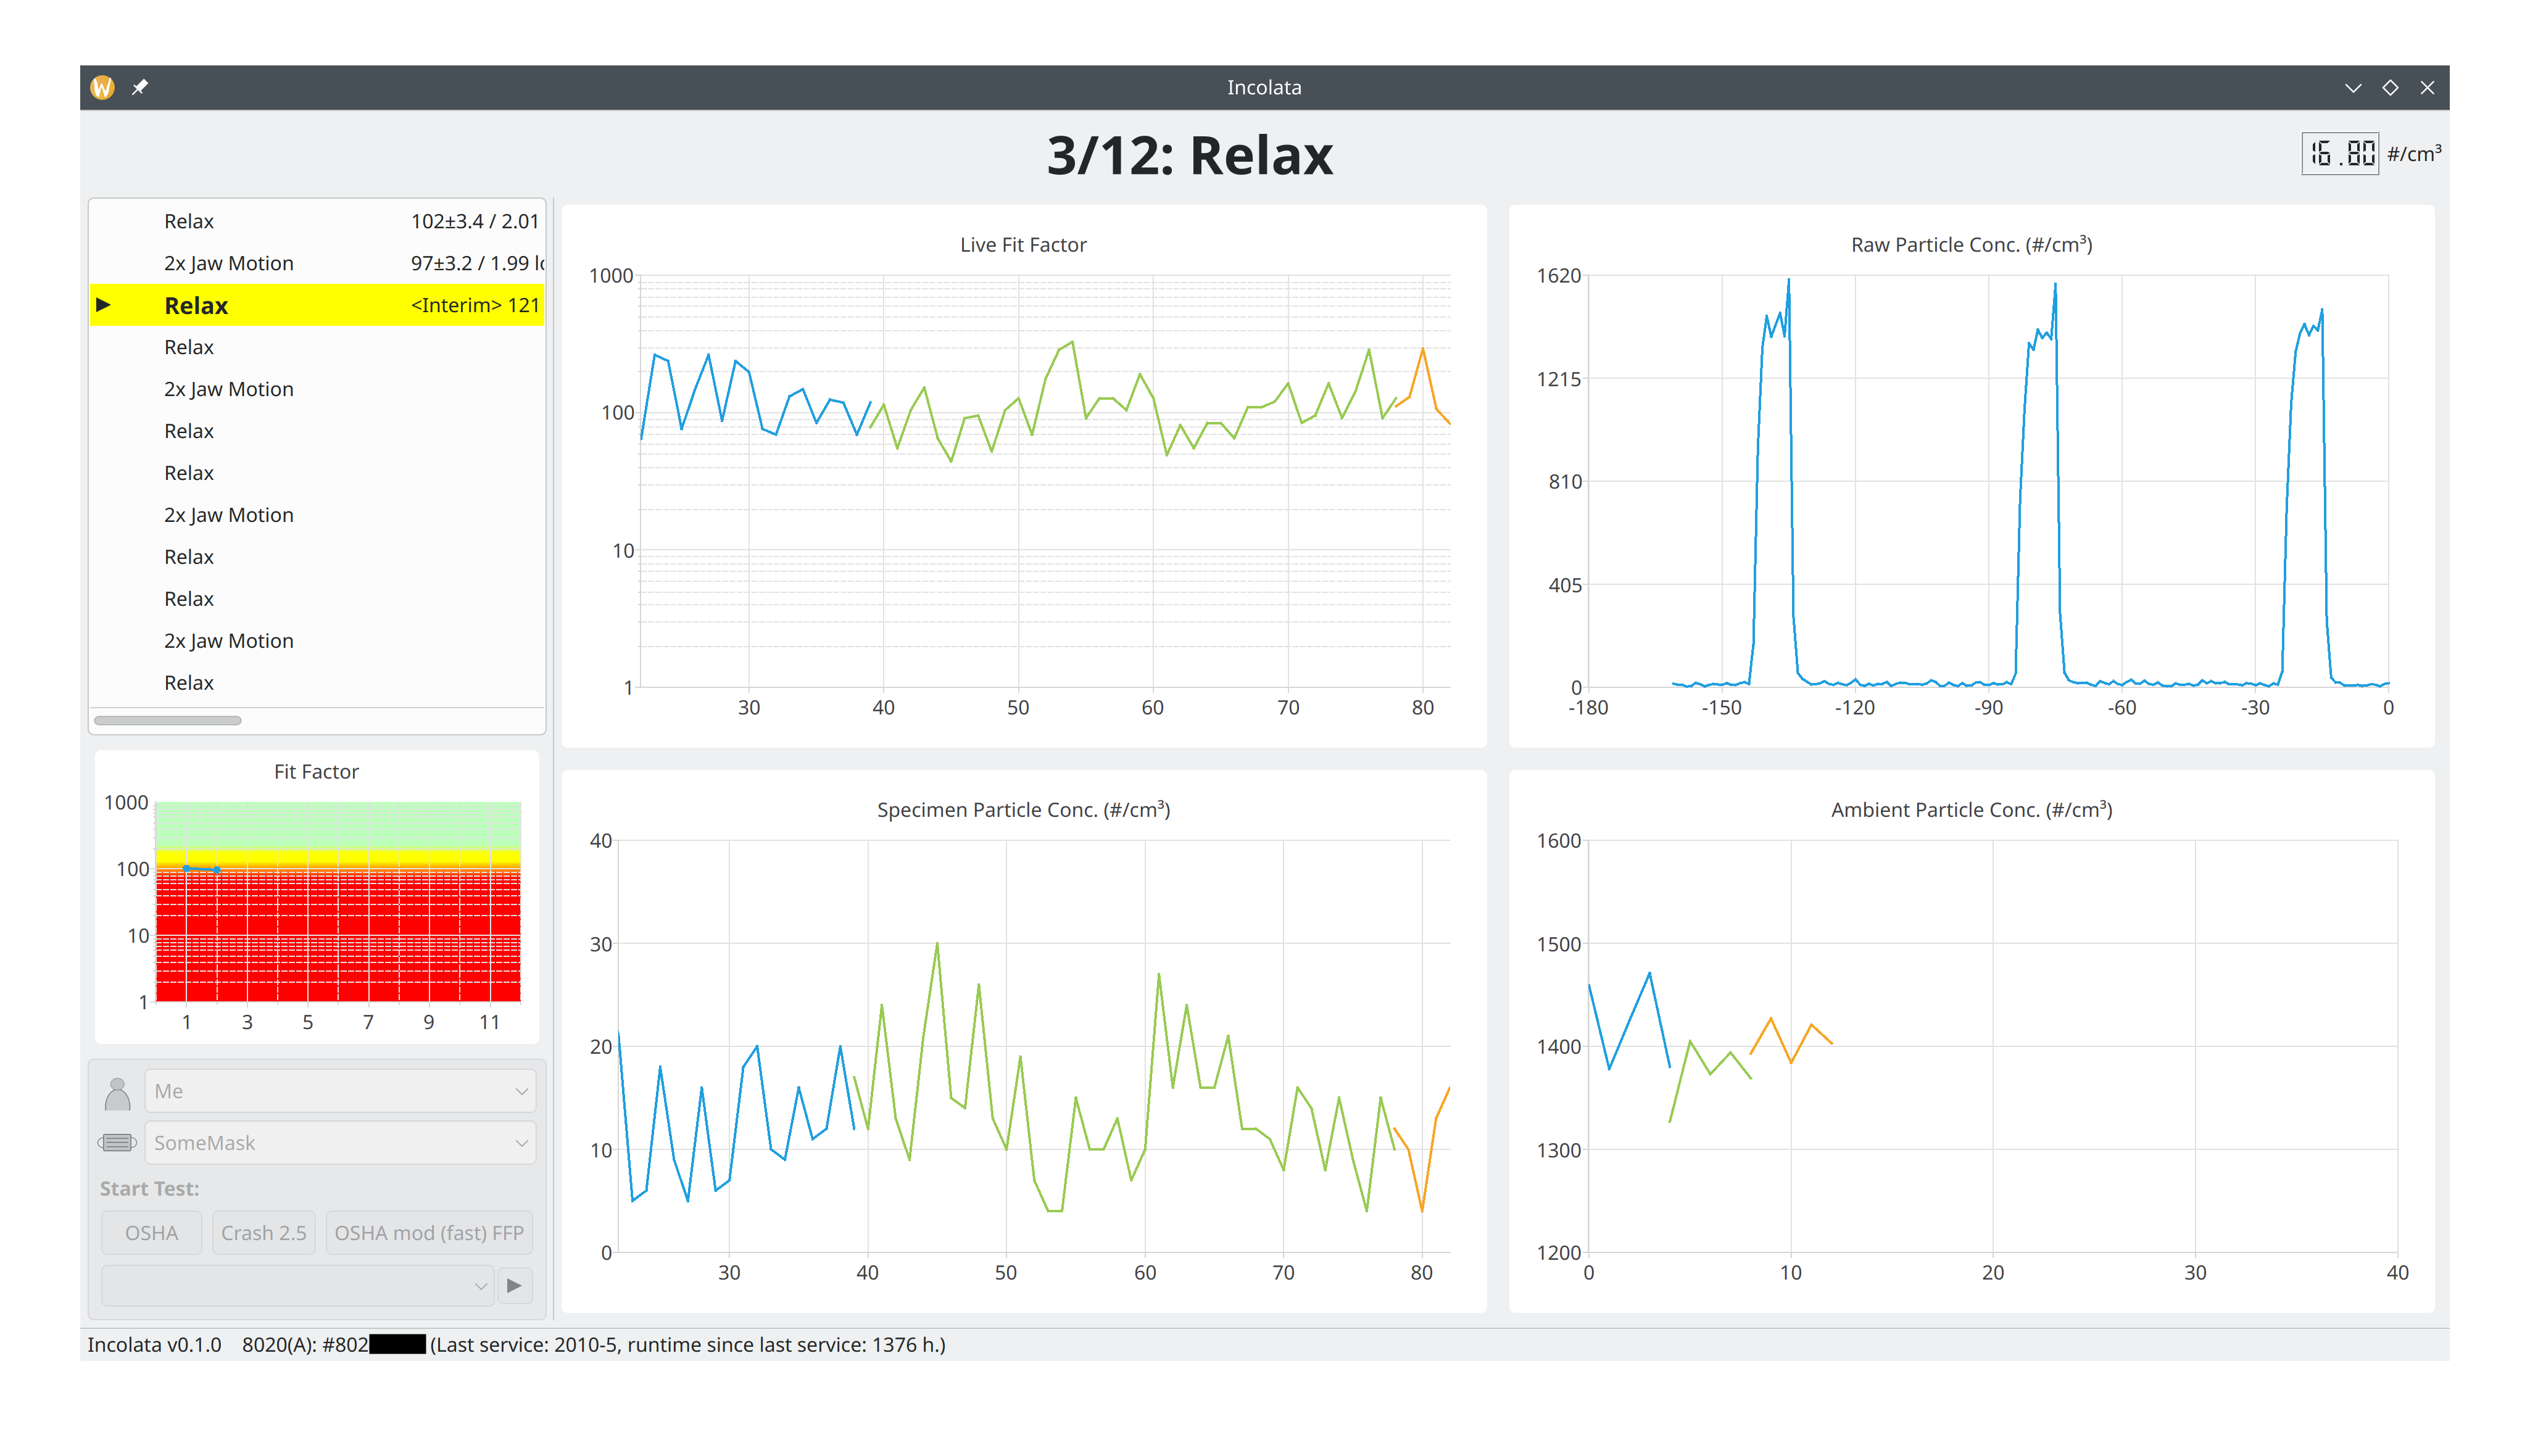 Incolata
3/12: Relax
16.80 #/cm³
Relax 102±3.4 / 2.01
2x Jaw Motion 97±3.2 / 1.99 lo
Relax <Interim> 121
Relax
2x Jaw Motion
Relax
Relax
2x Jaw Motion
Relax
Relax
2x Jaw Motion
Relax
Fit Factor
1000
100
10
1
1 3 5 7 9 11
Me
SomeMask
Start Test:
OSHA Crash 2.5 OSHA mod (fast) FFP
Live Fit Factor
1000
100
10
1
30 40 50 60 70 80
Raw Particle Conc. (#/cm³)
1620
1215
810
405
0
-180 -150 -120 -90 -60 -30 0
Specimen Particle Conc. (#/cm³)
40
30
20
10
0
30 40 50 60 70 80
Ambient Particle Conc. (#/cm³)
1600
1500
1400
1300
1200
0 10 20 30 40
Incolata v0.1.0 8020(A): #802 (Last service: 2010-5, runtime since last service: 1376 h.)